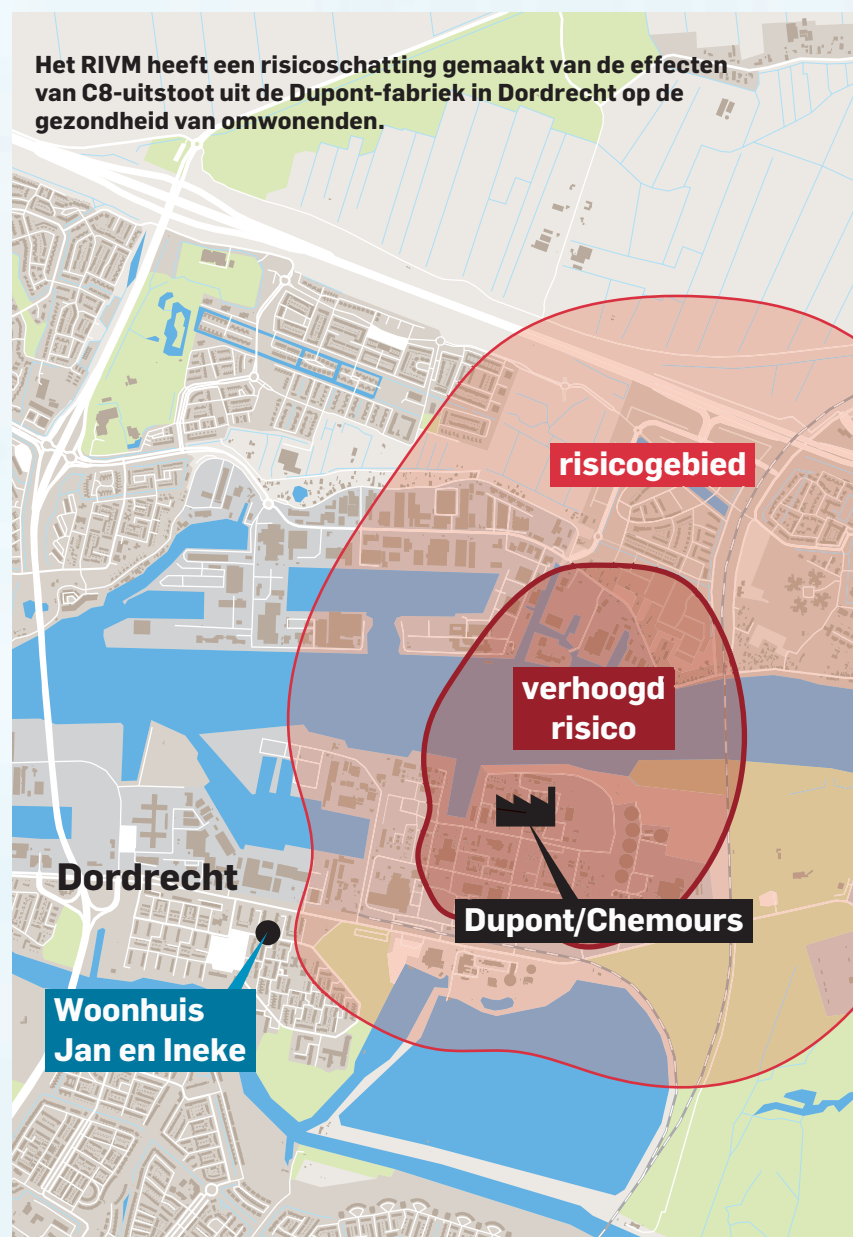 Het RIVM heeft een risicoschatting gemaakt van de effecten
van C8-uitstoot uit de Dupont-fabriek in Dordrecht op de
gezondheid van omwonenden.
risicogebied
verhoogd
risico
Dordrecht
Dupont/Chemours
Woonhuis
Jan en Ineke